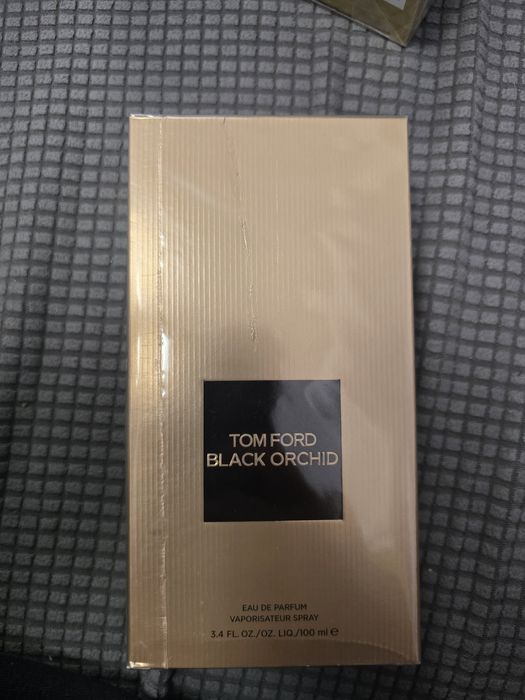 TOM FORD
BLACK ORCHID
EAU DE PARFUM
VAPORISATEUR SPRAY
3.4 FL. OZ./OZ. LIQ./100 ml ℮